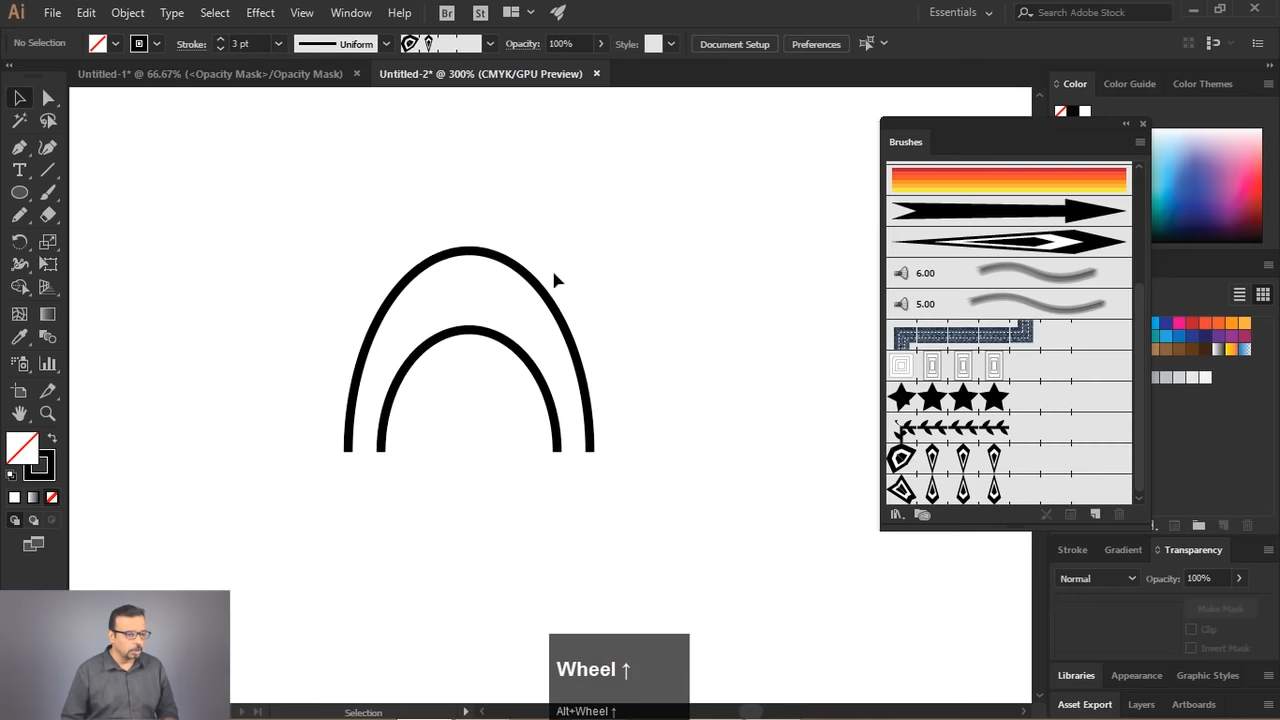 Ai File Edit Object Type Select Effect View Window Help Br St Essentials Search Adobe Stock
No Selection Stroke: 3 pt Uniform Opacity: 100% Style: Document Setup Preferences
Untitled-1* @ 66.67% (<Opacity Mask>/Opacity Mask) × Untitled-2* @ 300% (CMYK/GPU Preview) ×
Color Color Guide Color Themes
Brushes
6.00
5.00
Stroke Gradient Transparency
Normal Opacity: 100%
Make Mask
Clip
Invert Mask
Libraries Appearance Graphic Styles
Asset Export Layers Artboards
Wheel ↑
Alt+Wheel ↑
Selection